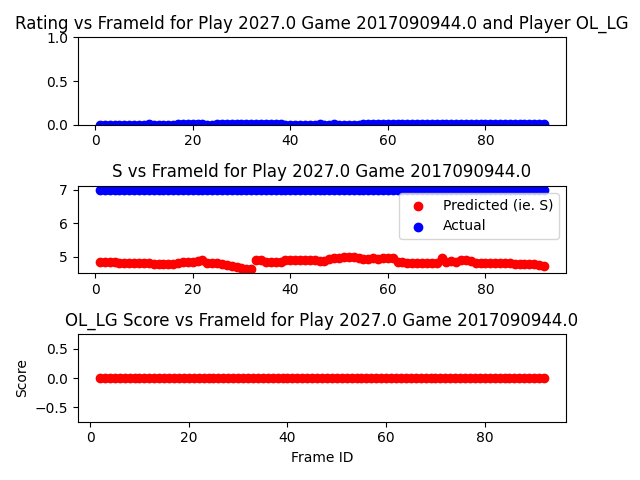 Rating vs FrameId for Play 2027.0 Game 2017090944.0 and Player OL_LG
1.0
0.5
0.0
0 20 40 60 80
S vs FrameId for Play 2027.0 Game 2017090944.0
7
6
5
Predicted (ie. S)
Actual
0 20 40 60 80
OL_LG Score vs FrameId for Play 2027.0 Game 2017090944.0
Score
0.5
0.0
−0.5
0 20 40 60 80
Frame ID